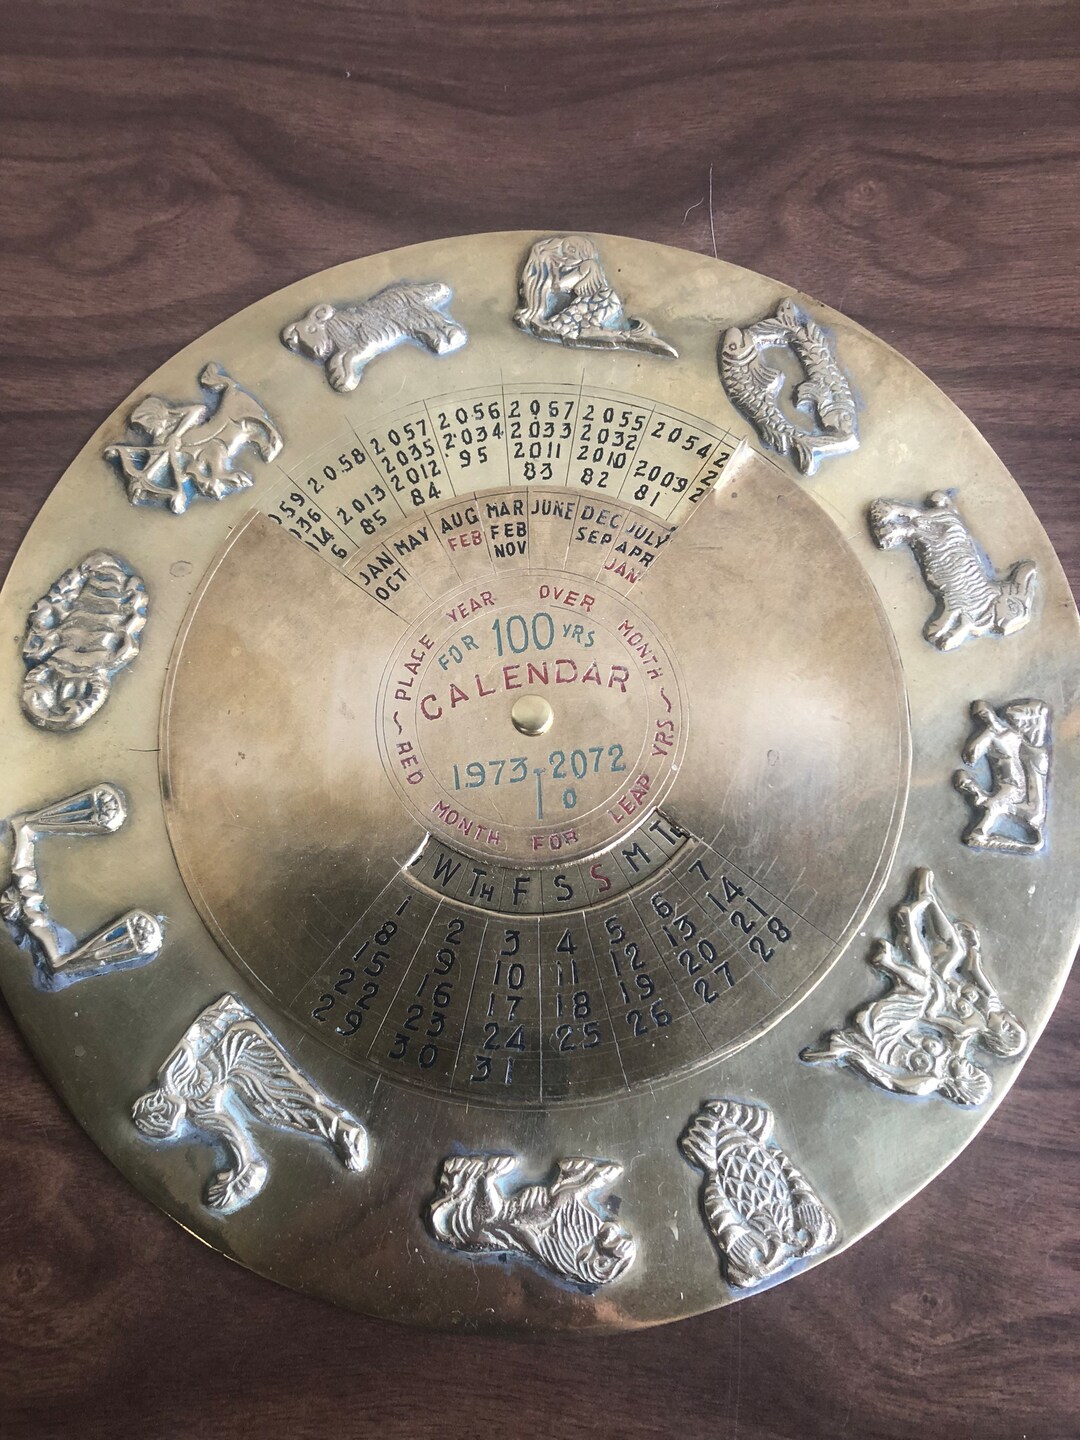 2058 2057 2056 2067 2055 2054
2035 2034 2033 2032
2013 2012 95 2011 2010 2009
85 84 83 82 81
JAN MAY AUG MAR JUNE DEC JULY
OCT FEB FEB SEP APR
NOV JAN
PLACE YEAR OVER MONTH ~
FOR 100 YRS
CALENDAR
1973 To 2072
~ RED MONTH FOR LEAP YRS
W TH F S S M
1 2 3 4 5 6 7
8 9 10 11 12 13 14
15 16 17 18 19 20 21
22 23 24 25 26 27 28
29 30 31